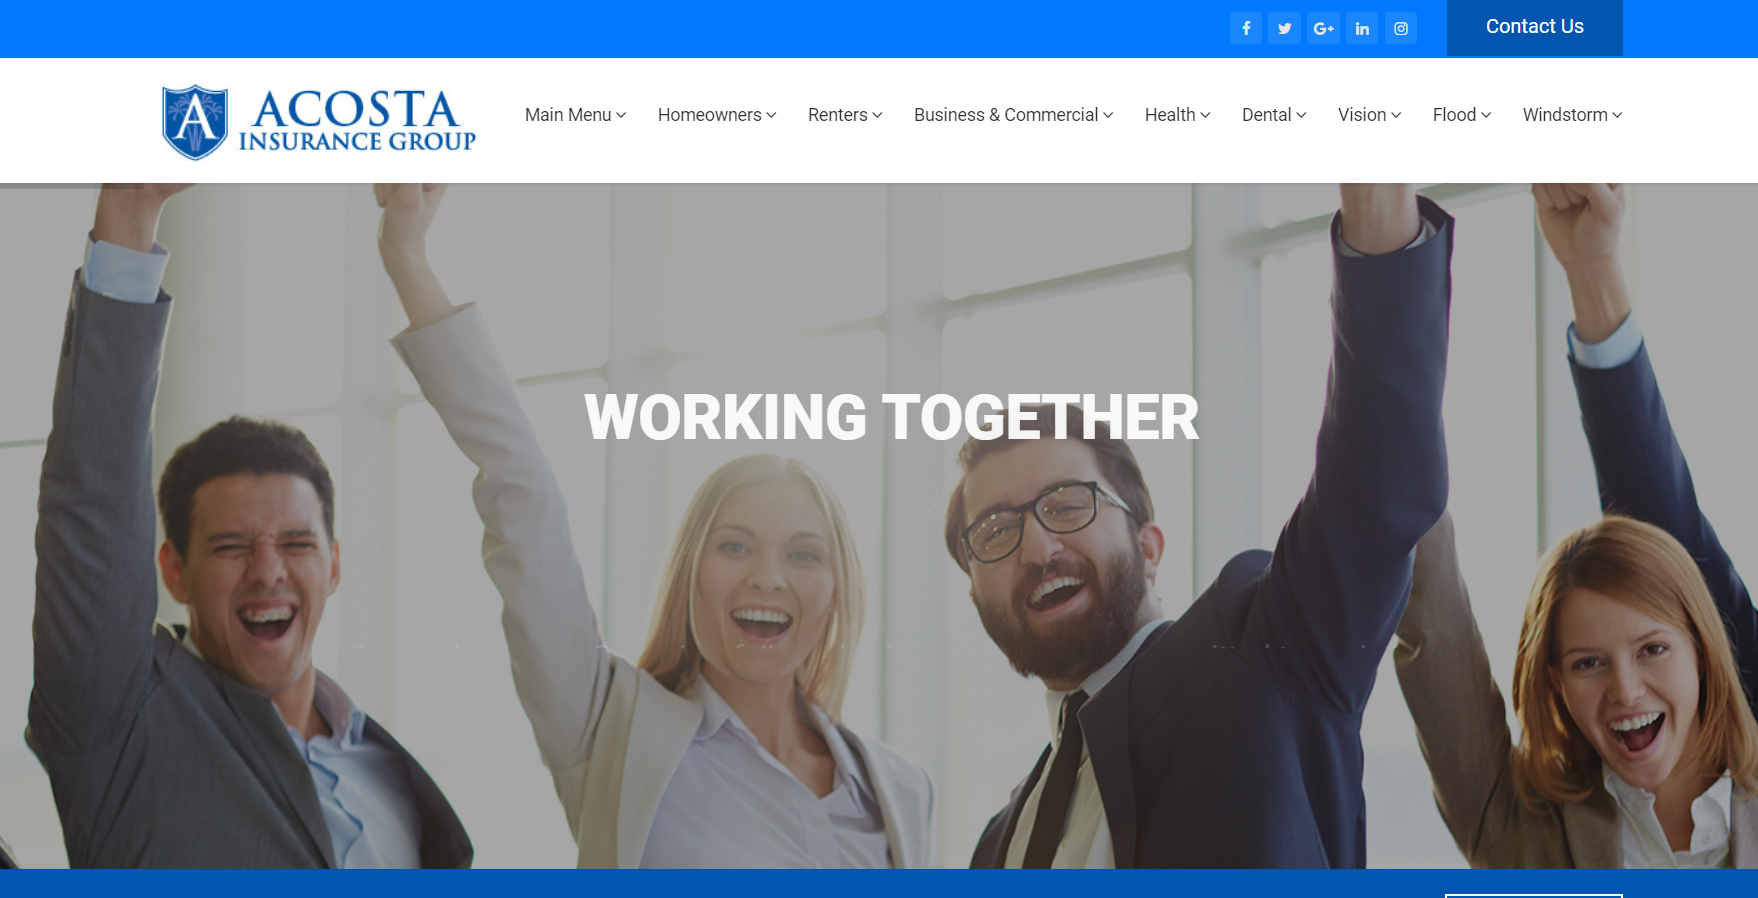 Contact Us
A
ACOSTA
INSURANCE GROUP
Main Menu Homeowners Renters Business & Commercial Health Dental Vision Flood Windstorm
WORKING TOGETHER